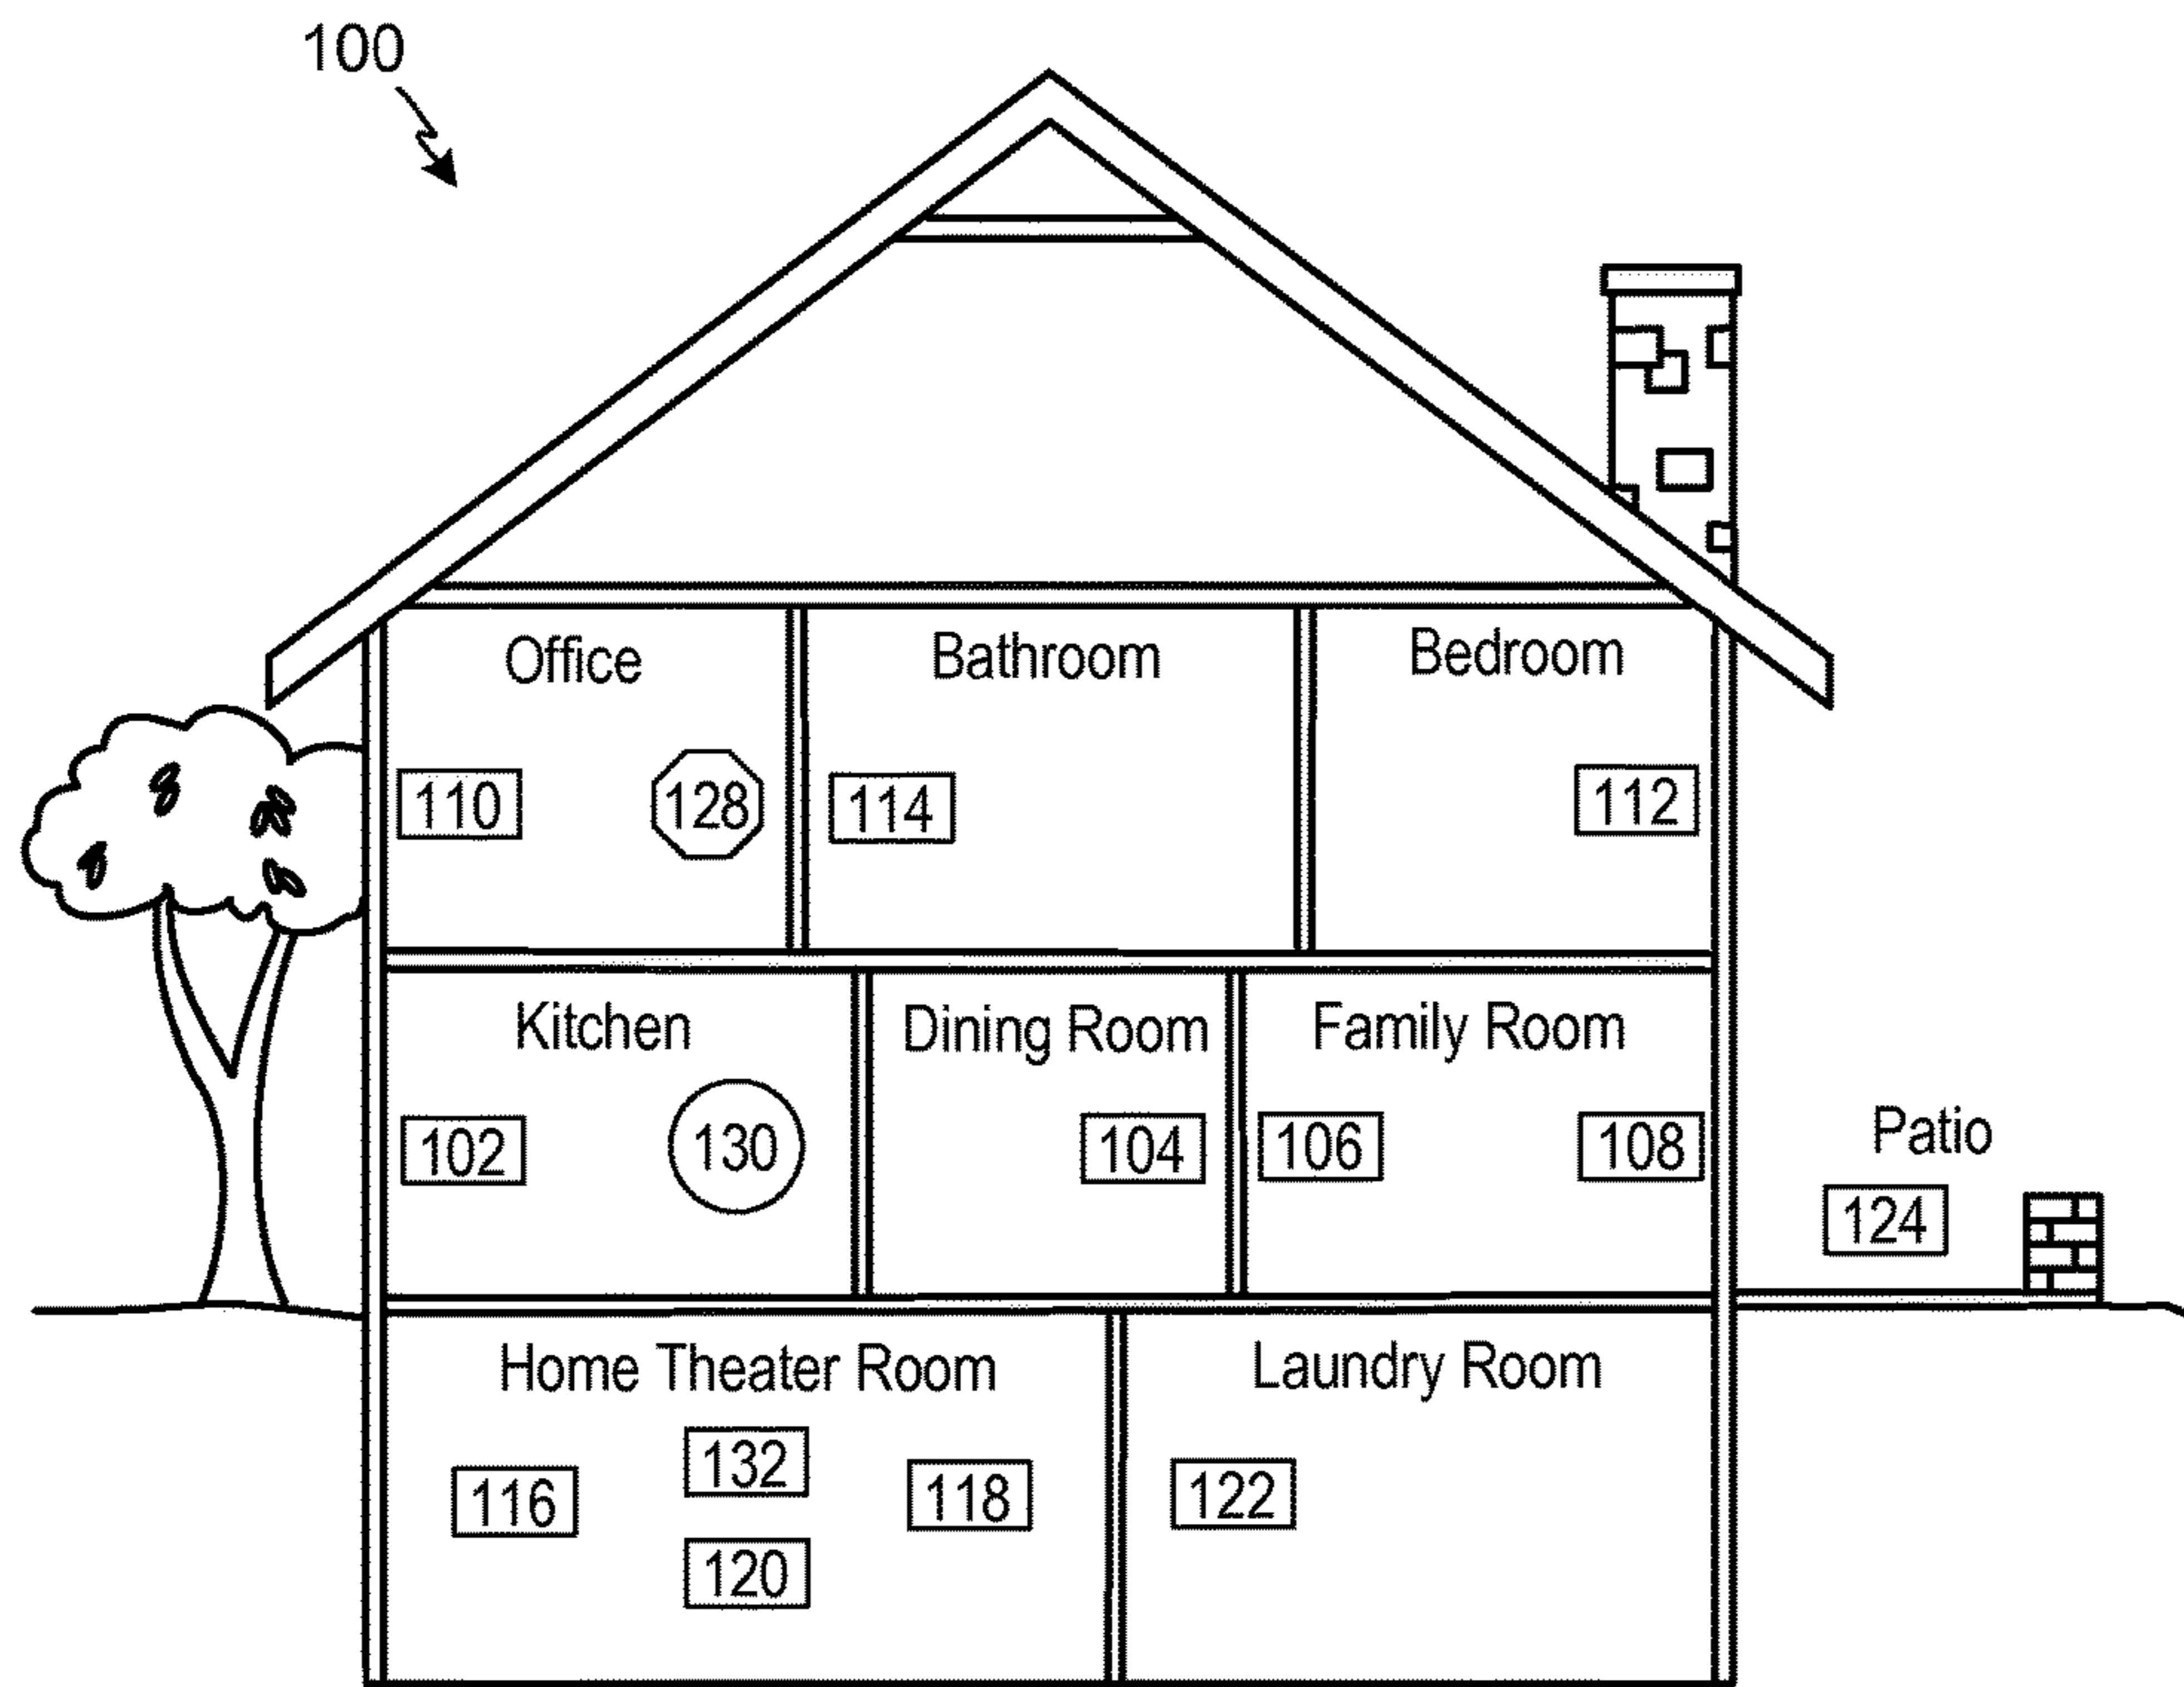 100
Office
Bathroom
Bedroom
110
128
114
112
Kitchen
Dining Room
Family Room
102
130
104
106
108
Patio
124
Home Theater Room
Laundry Room
116
132
118
120
122